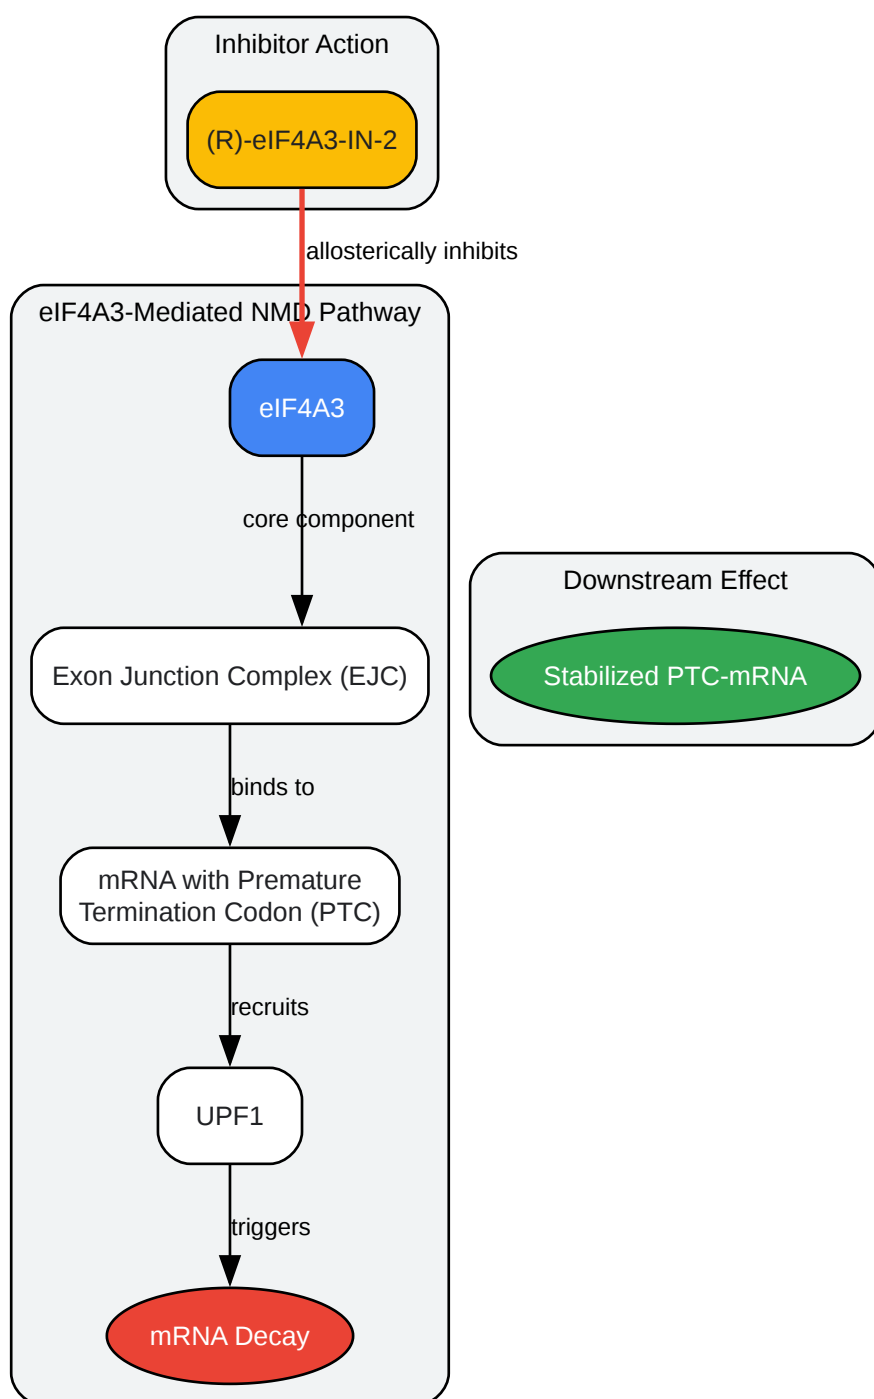 Inhibitor Action
(R)-eIF4A3-IN-2
allosterically inhibits
eIF4A3-Mediated NMD Pathway
eIF4A3
core component
Exon Junction Complex (EJC)
Downstream Effect
Stabilized PTC-mRNA
binds to
mRNA with Premature
Termination Codon (PTC)
recruits
UPF1
triggers
mRNA Decay